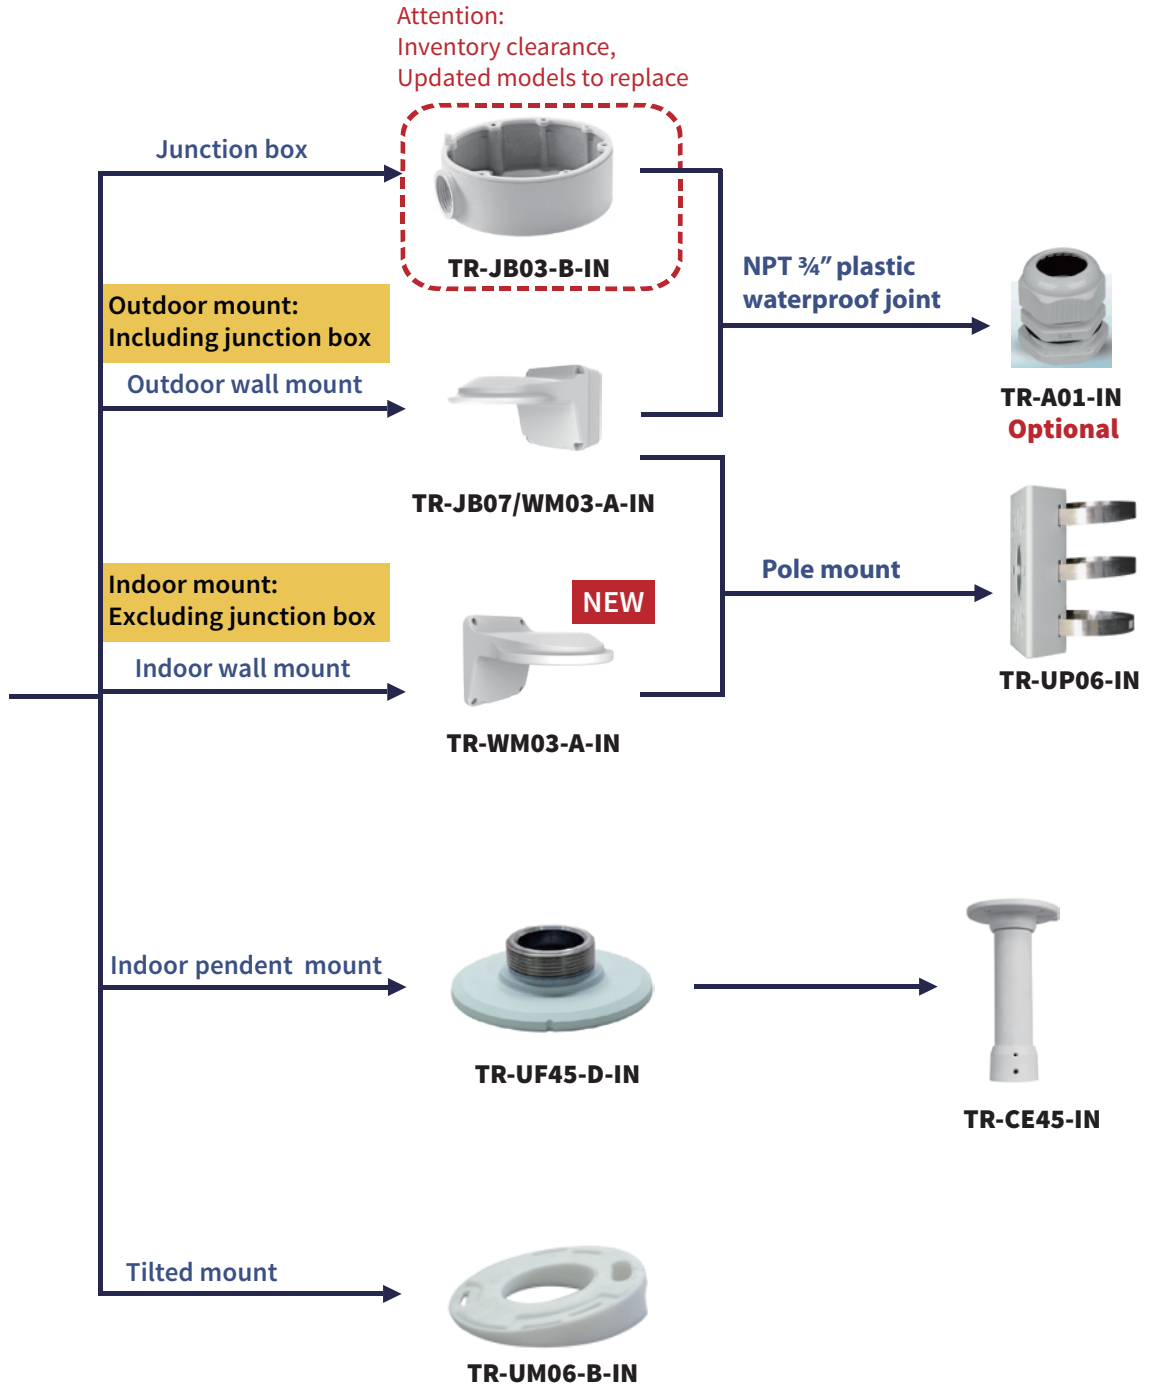 Attention:
Inventory clearance,
Updated models to replace
Junction box
TR-JB03-B-IN
NPT ¾″ plastic
waterproof joint
TR-A01-IN
Optional
Outdoor mount:
Including junction box
Outdoor wall mount
TR-JB07/WM03-A-IN
Pole mount
TR-UP06-IN
Indoor mount:
Excluding junction box
NEW
Indoor wall mount
TR-WM03-A-IN
Indoor pendent mount
TR-UF45-D-IN
TR-CE45-IN
Tilted mount
TR-UM06-B-IN